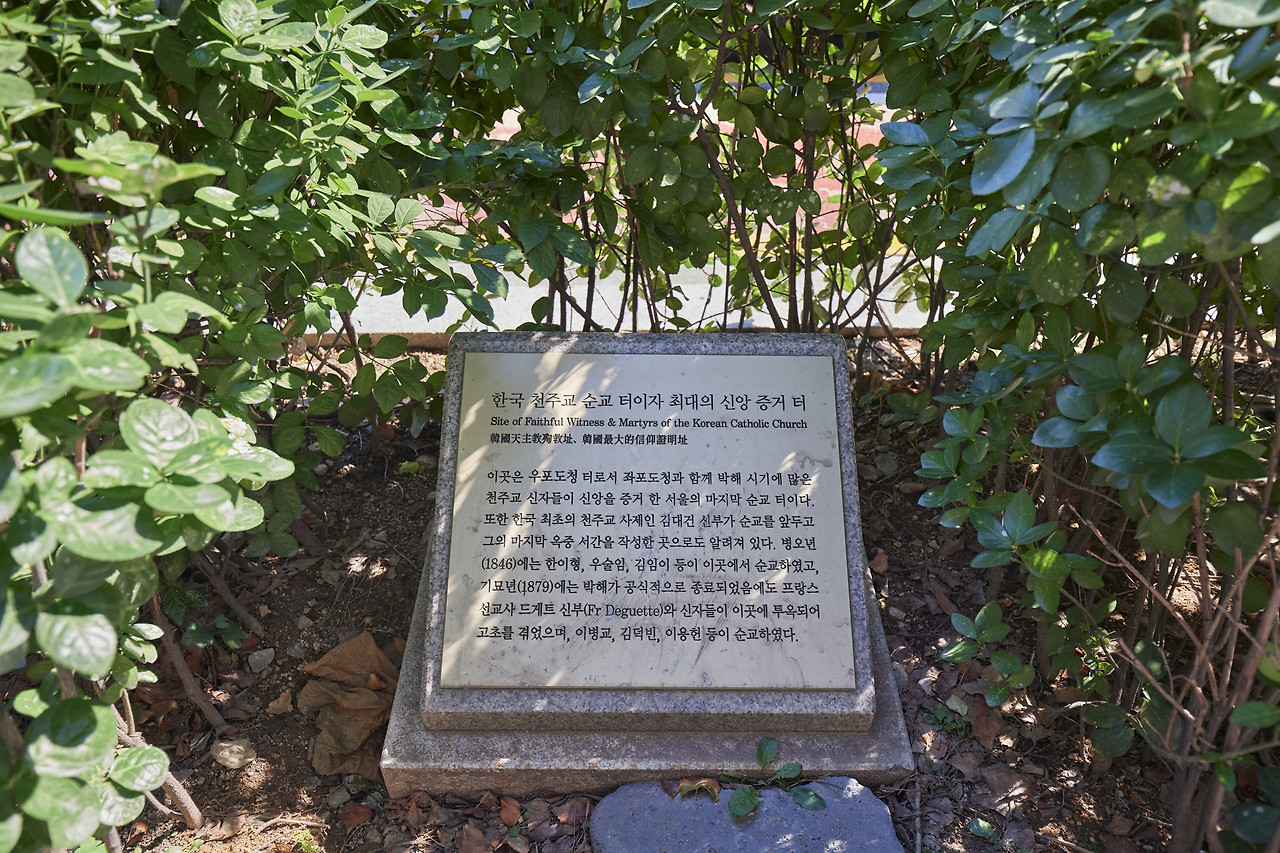 한국 천주교 순교 터이자 최대의 신앙 증거 터
Site of Faithful Witness & Martyrs of the Korean Catholic Church
韓國天主教殉教址、韓國最大的信仰證明址
이곳은 우포도청 터로서 좌포도청과 함께 박해 시기에 많은
천주교 신자들이 신앙을 증거 한 서울의 마지막 순교 터이다.
또한 한국 최초의 천주교 사제인 김대건 신부가 순교를 앞두고
그의 마지막 옥중 서간을 작성한 곳으로도 알려져 있다. 병오년
(1846)에는 한이형, 우술임, 김임이 등이 이곳에서 순교하였고,
기묘년(1879)에는 박해가 공식적으로 종료되었음에도 프랑스
선교사 드게트 신부(Fr Deguette)와 신자들이 이곳에 투옥되어
고초를 겪었으며, 이병교, 김덕빈, 이용헌 등이 순교하였다.